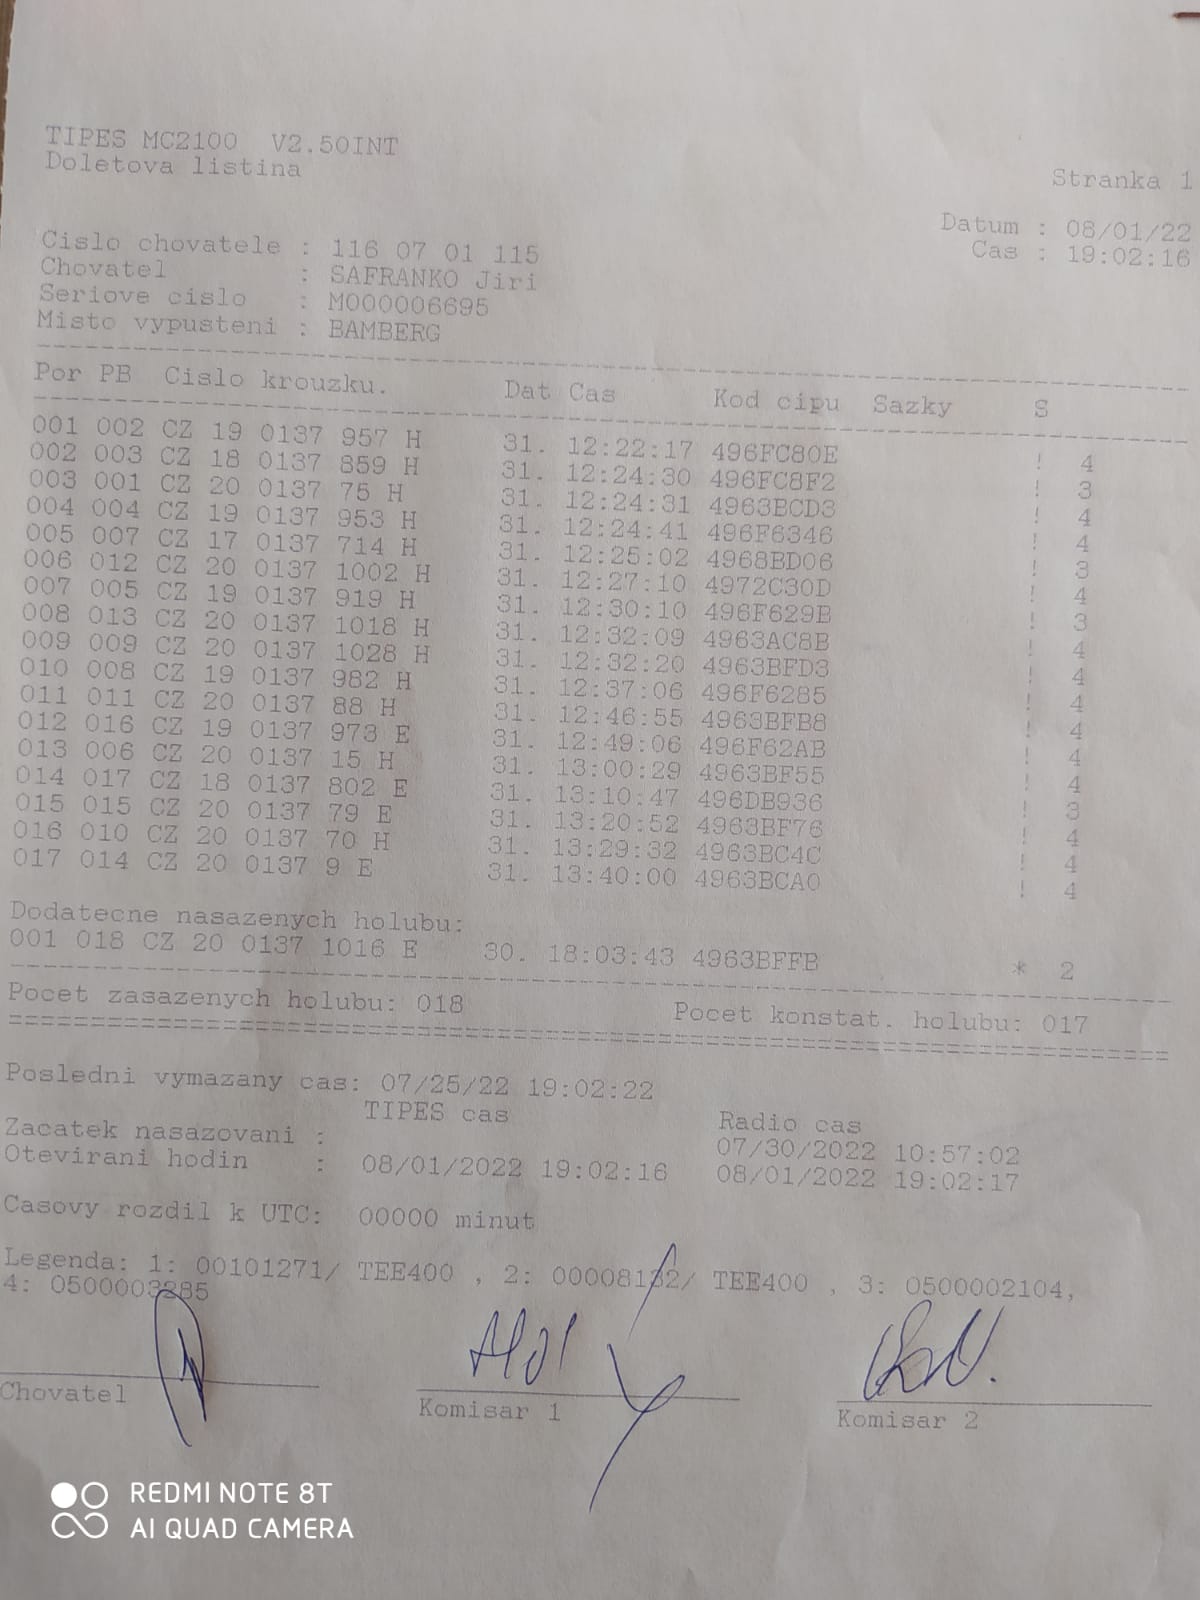 TIPES MC2100 V2.50INT
Doletova listina
Stranka 1
Datum : 08/01/22
Cas : 19:02:16
Cislo chovatele : 116 07 01 115
Chovatel : SAFRANKO Jiri
Seriove cislo : M000006695
Misto vypusteni : BAMBERG
Por PB Cislo krouzku. Dat Cas Kod cipu Sazky S
001 002 CZ 19 0137 957 H 31. 12:22:17 496FC80E ! 4
002 003 CZ 18 0137 859 H 31. 12:24:30 496FC8F2 ! 3
003 001 CZ 20 0137 75 H 31. 12:24:31 4963BCD3 ! 4
004 004 CZ 19 0137 953 H 31. 12:24:41 496F6346 ! 4
005 007 CZ 17 0137 714 H 31. 12:25:02 4968BD06 ! 3
006 012 CZ 20 0137 1002 H 31. 12:27:10 4972C30D ! 4
007 005 CZ 19 0137 919 H 31. 12:30:10 496F629B ! 3
008 013 CZ 20 0137 1018 H 31. 12:32:09 4963AC8B ! 4
009 009 CZ 20 0137 1028 H 31. 12:32:20 4963BFD3 ! 4
010 008 CZ 19 0137 982 H 31. 12:37:06 496F6285 ! 4
011 011 CZ 20 0137 88 H 31. 12:46:55 4963BFB8 ! 4
012 016 CZ 19 0137 973 E 31. 12:49:06 496F62AB ! 4
013 006 CZ 20 0137 15 H 31. 13:00:29 4963BF55 ! 4
014 017 CZ 18 0137 802 E 31. 13:10:47 496DB936 ! 3
015 015 CZ 20 0137 79 E 31. 13:20:52 4963BF76 ! 4
016 010 CZ 20 0137 70 H 31. 13:29:32 4963BC4C ! 4
017 014 CZ 20 0137 9 E 31. 13:40:00 4963BCA0 ! 4
Dodatecne nasazenych holubu:
001 018 CZ 20 0137 1016 E 30. 18:03:43 4963BFFB * 2
Pocet zasazenych holubu: 018 Pocet konstat. holubu: 017
Posledni vymazany cas: 07/25/22 19:02:22
TIPES cas Radio cas
Zacatek nasazovani : 07/30/2022 10:57:02
Otevirani hodin : 08/01/2022 19:02:16 08/01/2022 19:02:17
Casovy rozdil k UTC: 00000 minut
Legenda: 1: 00101271/ TEE400 , 2: 00008132/ TEE400 , 3: 0500002104,
4: 0500003285
Chovatel Komisar 1 Komisar 2
REDMI NOTE 8T
AI QUAD CAMERA